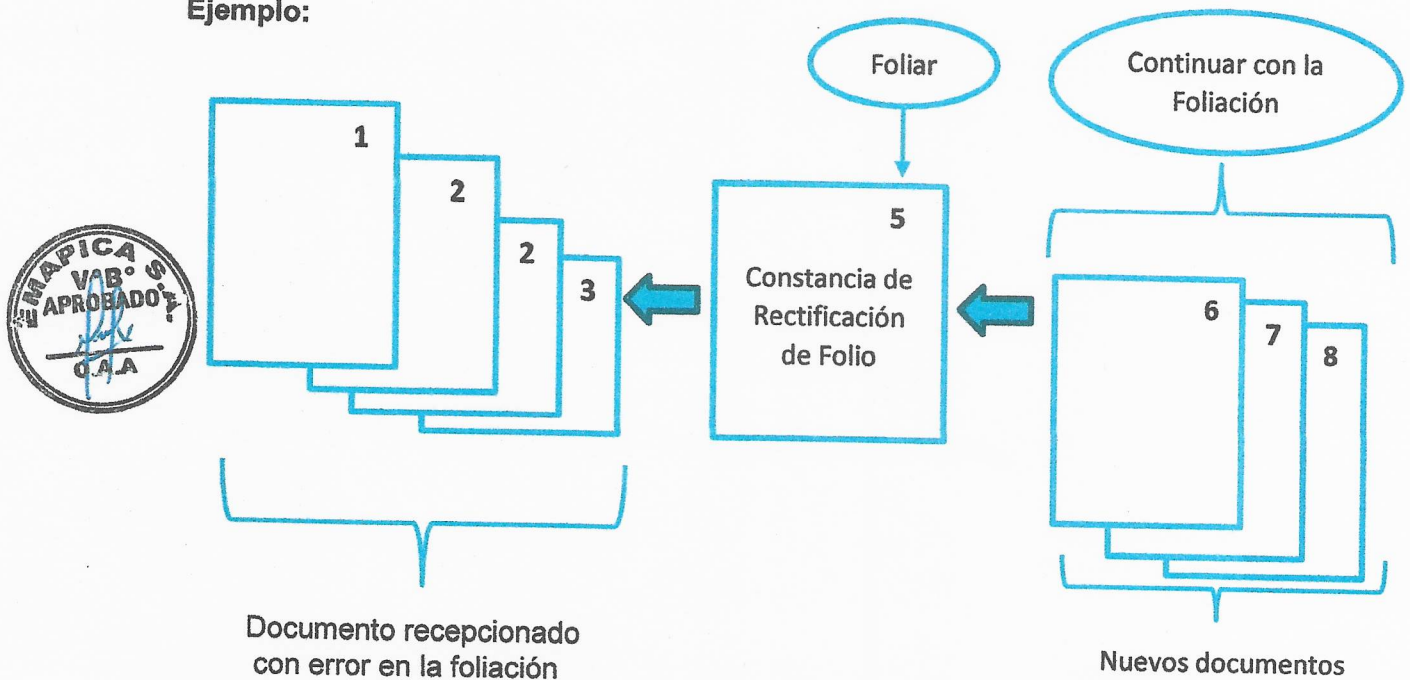 Ejemplo:
Foliar
Continuar con la
Foliación
1
2
2
3
5
Constancia de
Rectificación
de Folio
6
7
8
EMAPICA S.A.
V°B°
APROBADO
O.A.A
Documento recepcionado
con error en la foliación
Nuevos documentos